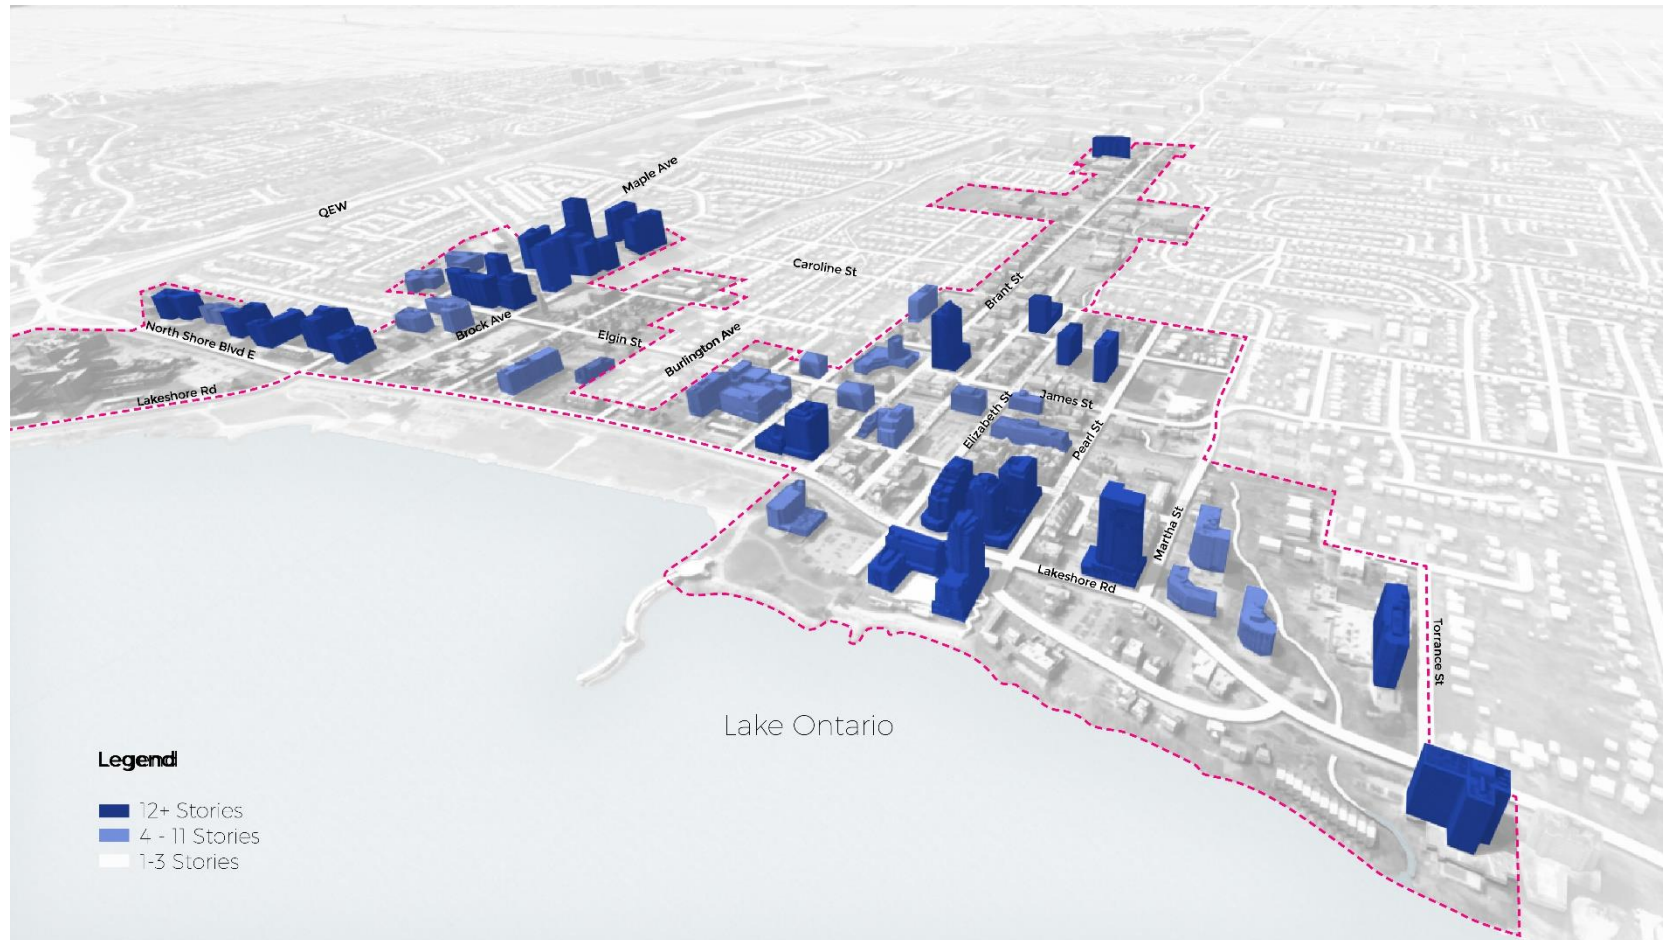 Maple Ave
QEW
Caroline St
Brant St
North Shore Blvd E
Brock Ave
Elgin St
Burlington Ave
Lakeshore Rd
James St
Elizabeth St
Pearl St
Martha St
Lakeshore Rd
Torrance St
Lake Ontario
Legend
12+ Stories
4 - 11 Stories
1-3 Stories